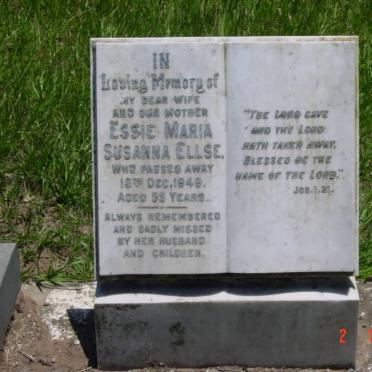 IN
Loving Memory of
MY DEAR WIFE
AND OUR MOTHER
ESSIE MARIA
SUSANNA ELLSE.
WHO PASSED AWAY
18TH DEC, 1949.
AGED 55 YEARS.
ALWAYS REMEMBERED
AND SADLY MISSED
BY HER HUSBAND
AND CHILDREN.
"THE LORD GAVE
AND THE LORD
HATH TAKEN AWAY.
BLESSED BE THE
NAME OF THE LORD."
JOB. 1.21.
2